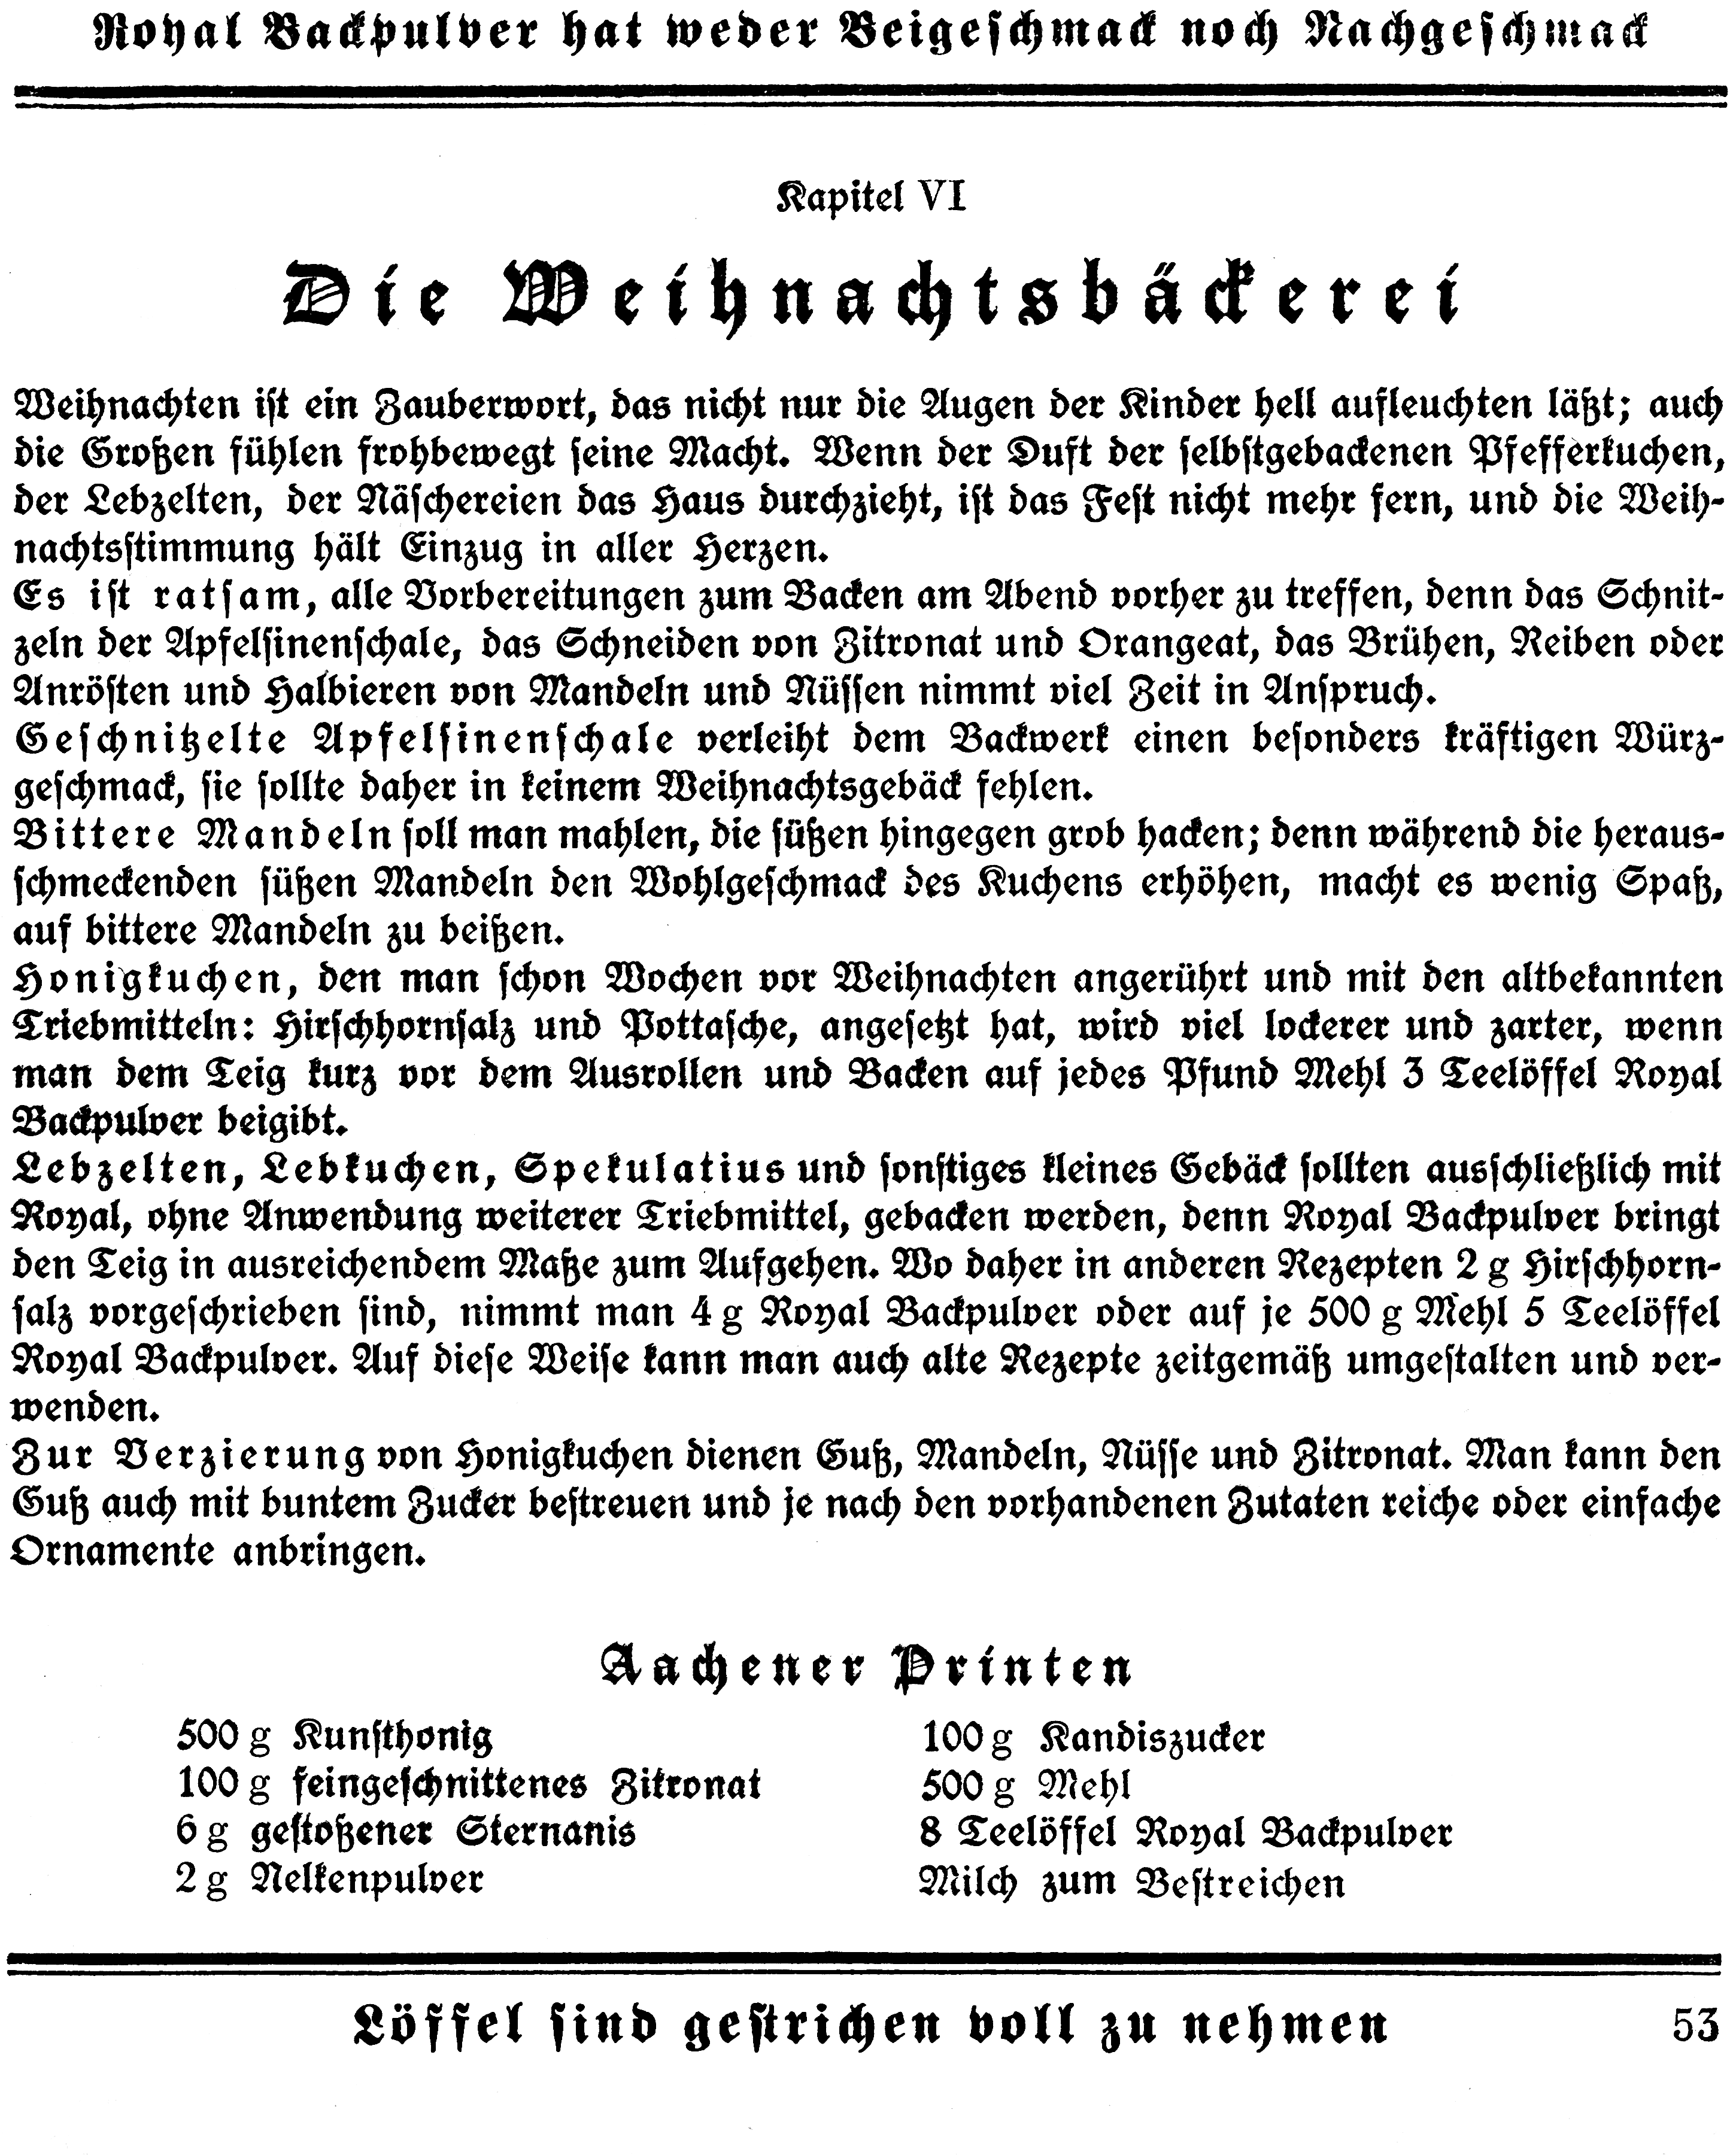 Royal Backpulver hat weder Beigeschmack noch Nachgeschmack
Kapitel VI
Die Weihnachtsbäckerei
Weihnachten ist ein Zauberwort, das nicht nur die Augen der Kinder hell aufleuchten läßt; auch
die Großen fühlen frohbewegt seine Macht. Wenn der Duft der selbstgebackenen Pfefferkuchen,
der Lebzelten, der Näschereien das Haus durchzieht, ist das Fest nicht mehr fern, und die Weih-
nachtsstimmung hält Einzug in aller Herzen.
Es ist ratsam, alle Vorbereitungen zum Backen am Abend vorher zu treffen, denn das Schnit-
zeln der Apfelsinenschale, das Schneiden von Zitronat und Orangeat, das Brühen, Reiben oder
Anrösten und Halbieren von Mandeln und Nüssen nimmt viel Zeit in Anspruch.
Geschnitzelte Apfelsinenschale verleiht dem Backwerk einen besonders kräftigen Würz-
geschmack, sie sollte daher in keinem Weihnachtsgebäck fehlen.
Bittere Mandeln soll man mahlen, die süßen hingegen grob hacken; denn während die heraus-
schmeckenden süßen Mandeln den Wohlgeschmack des Kuchens erhöhen, macht es wenig Spaß,
auf bittere Mandeln zu beißen.
Honigkuchen, den man schon Wochen vor Weihnachten angerührt und mit den altbekannten
Triebmitteln: Hirschhornsalz und Pottasche, angesetzt hat, wird viel lockerer und zarter, wenn
man dem Teig kurz vor dem Ausrollen und Backen auf jedes Pfund Mehl 3 Teelöffel Royal
Backpulver beigibt.
Lebzelten, Lebkuchen, Spekulatius und sonstiges kleines Gebäck sollten ausschließlich mit
Royal, ohne Anwendung weiterer Triebmittel, gebacken werden, denn Royal Backpulver bringt
den Teig in ausreichendem Maße zum Aufgehen. Wo daher in anderen Rezepten 2 g Hirschhorn-
salz vorgeschrieben sind, nimmt man 4 g Royal Backpulver oder auf je 500 g Mehl 5 Teelöffel
Royal Backpulver. Auf diese Weise kann man auch alte Rezepte zeitgemäß umgestalten und ver-
wenden.
Zur Verzierung von Honigkuchen dienen Guß, Mandeln, Nüsse und Zitronat. Man kann den
Guß auch mit buntem Zucker bestreuen und je nach den vorhandenen Zutaten reiche oder einfache
Ornamente anbringen.
Aachener Printen
500 g Kunsthonig
100 g feingeschnittenes Zitronat
6 g gestoßener Sternanis
2 g Nelkenpulver
100 g Kandiszucker
500 g Mehl
8 Teelöffel Royal Backpulver
Milch zum Bestreichen
Löffel sind gestrichen voll zu nehmen
53